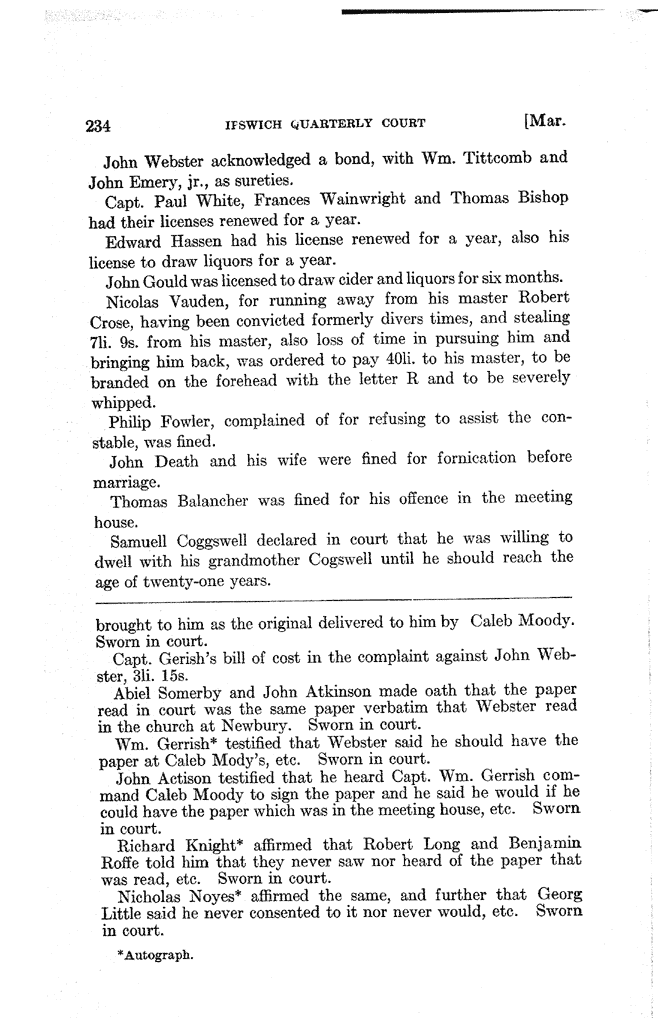 234 IPSWICH QUARTERLY COURT [Mar.
John Webster acknowledged a bond, with Wm. Tittcomb and
John Emery, jr., as sureties.
Capt. Paul White, Frances Wainwright and Thomas Bishop
had their licenses renewed for a year.
Edward Hassen had his license renewed for a year, also his
license to draw liquors for a year.
John Gould was licensed to draw cider and liquors for six months.
Nicolas Vauden, for running away from his master Robert
Crose, having been convicted formerly divers times, and stealing
7li. 9s. from his master, also loss of time in pursuing him and
bringing him back, was ordered to pay 40li. to his master, to be
branded on the forehead with the letter R and to be severely
whipped.
Philip Fowler, complained of for refusing to assist the con-
stable, was fined.
John Death and his wife were fined for fornication before
marriage.
Thomas Balancher was fined for his offence in the meeting
house.
Samuell Coggswell declared in court that he was willing to
dwell with his grandmother Cogswell until he should reach the
age of twenty-one years.
brought to him as the original delivered to him by Caleb Moody.
Sworn in court.
Capt. Gerish's bill of cost in the complaint against John Web-
ster, 3li. 15s.
Abiel Somerby and John Atkinson made oath that the paper
read in court was the same paper verbatim that Webster read
in the church at Newbury. Sworn in court.
Wm. Gerrish* testified that Webster said he should have the
paper at Caleb Mody's, etc. Sworn in court.
John Actison testified that he heard Capt. Wm. Gerrish com-
mand Caleb Moody to sign the paper and he said he would if he
could have the paper which was in the meeting house, etc. Sworn
in court.
Richard Knight* affirmed that Robert Long and Benjamin
Roffe told him that they never saw nor heard of the paper that
was read, etc. Sworn in court.
Nicholas Noyes* affirmed the same, and further that Georg
Little said he never consented to it nor never would, etc. Sworn
in court.
*Autograph.